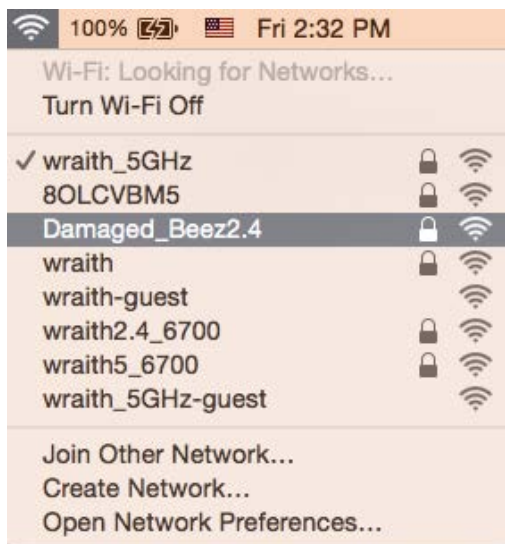 100% Fri 2:32 PM
Wi-Fi: Looking for Networks...
Turn Wi-Fi Off
✓ wraith_5GHz
8OLCVBM5
Damaged_Beez2.4
wraith
wraith-guest
wraith2.4_6700
wraith5_6700
wraith_5GHz-guest
Join Other Network...
Create Network...
Open Network Preferences...